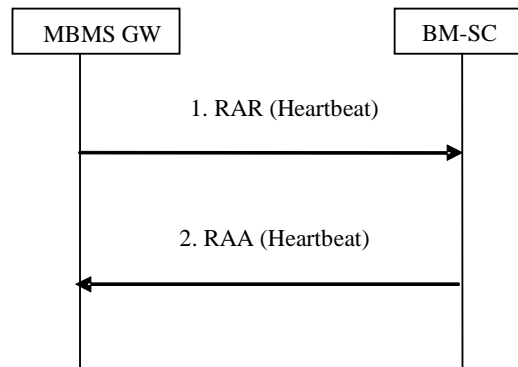 MBMS GW
BM-SC
1. RAR (Heartbeat)
2. RAA (Heartbeat)